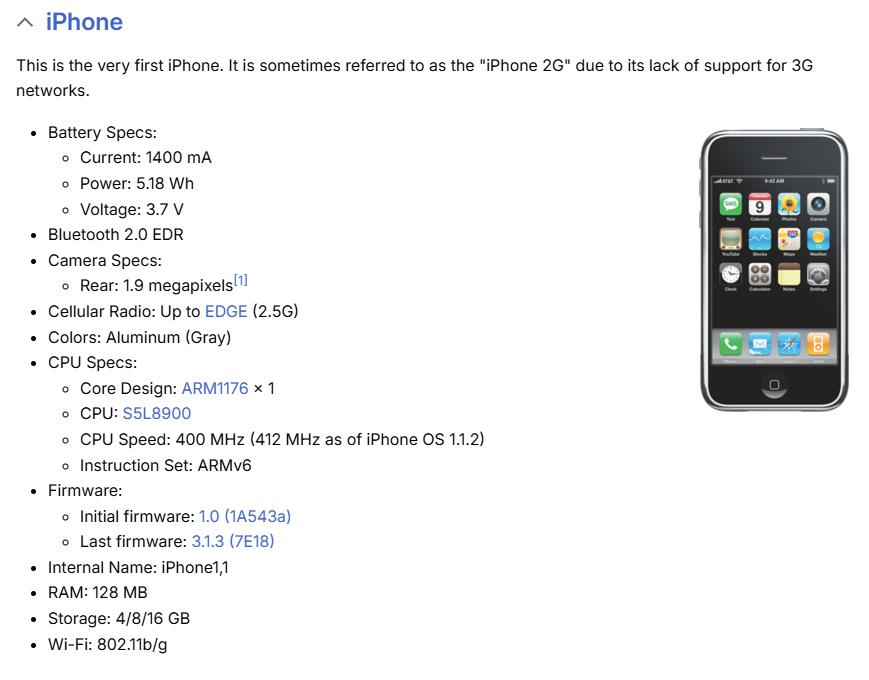 iPhone
This is the very first iPhone. It is sometimes referred to as the "iPhone 2G" due to its lack of support for 3G
networks.
Battery Specs:
Current: 1400 mA
Power: 5.18 Wh
Voltage: 3.7 V
Bluetooth 2.0 EDR
Camera Specs:
Rear: 1.9 megapixels[1]
Cellular Radio: Up to EDGE (2.5G)
Colors: Aluminum (Gray)
CPU Specs:
Core Design: ARM1176 × 1
CPU: S5L8900
CPU Speed: 400 MHz (412 MHz as of iPhone OS 1.1.2)
Instruction Set: ARMv6
Firmware:
Initial firmware: 1.0 (1A543a)
Last firmware: 3.1.3 (7E18)
Internal Name: iPhone1,1
RAM: 128 MB
Storage: 4/8/16 GB
Wi-Fi: 802.11b/g
AT&T 9:42 AM
SMS 9
Text Calendar Photos Camera
YouTube Stocks Maps Weather
Clock Calculator Notes Settings